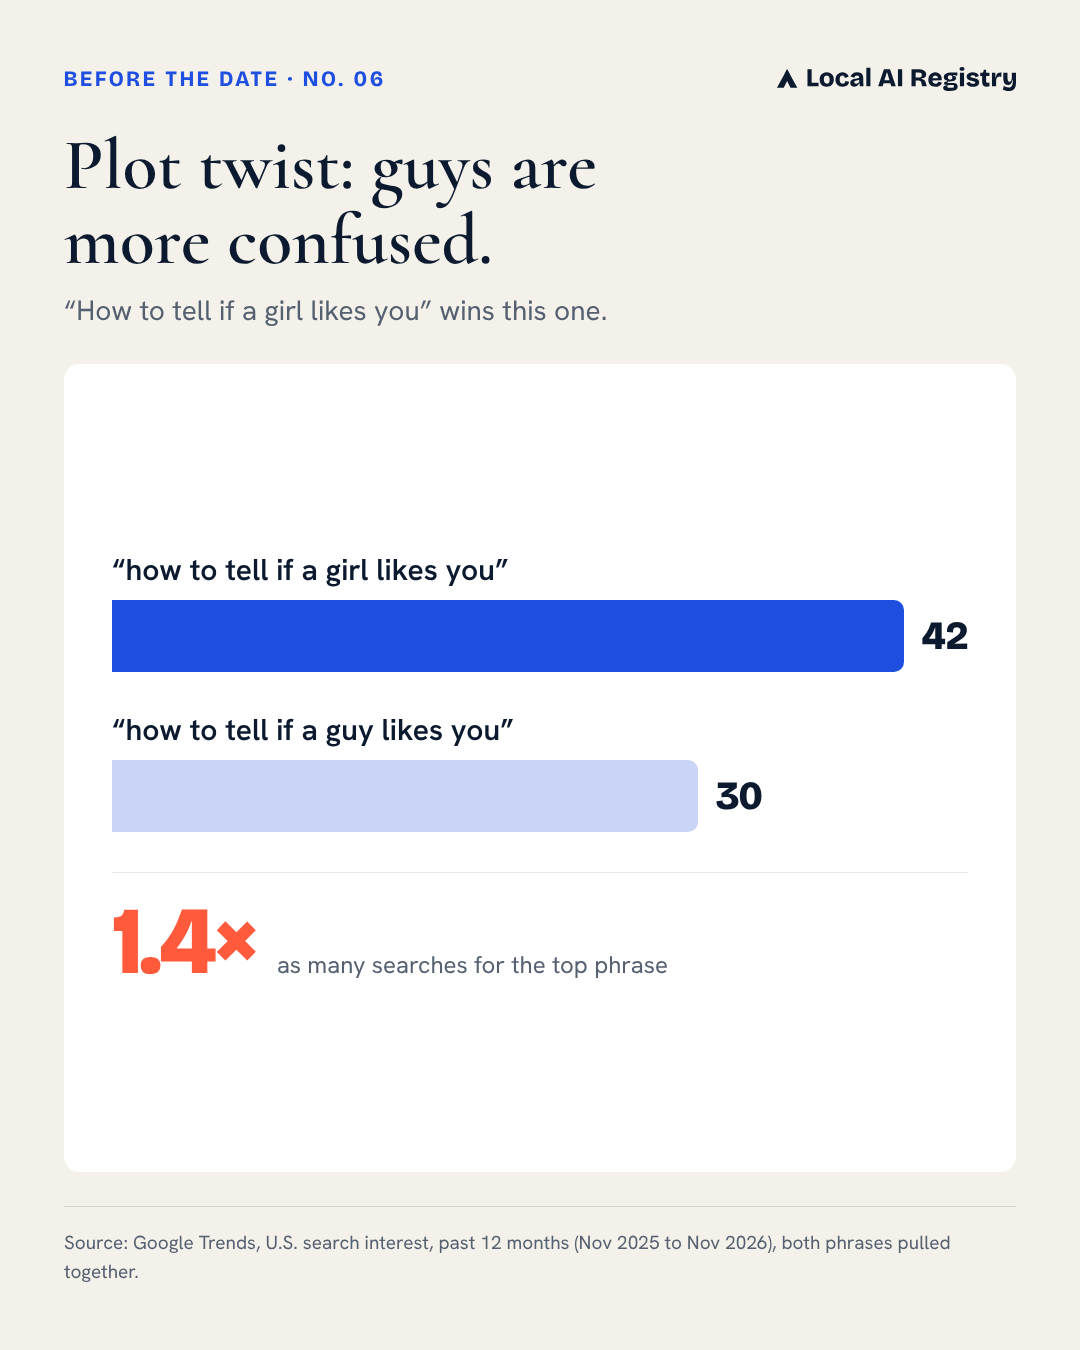 BEFORE THE DATE · NO. 06
Local AI Registry
Plot twist: guys are
more confused.
“How to tell if a girl likes you” wins this one.
“how to tell if a girl likes you”
42
“how to tell if a guy likes you”
30
1.4×
as many searches for the top phrase
Source: Google Trends, U.S. search interest, past 12 months (Nov 2025 to Nov 2026), both phrases pulled
together.